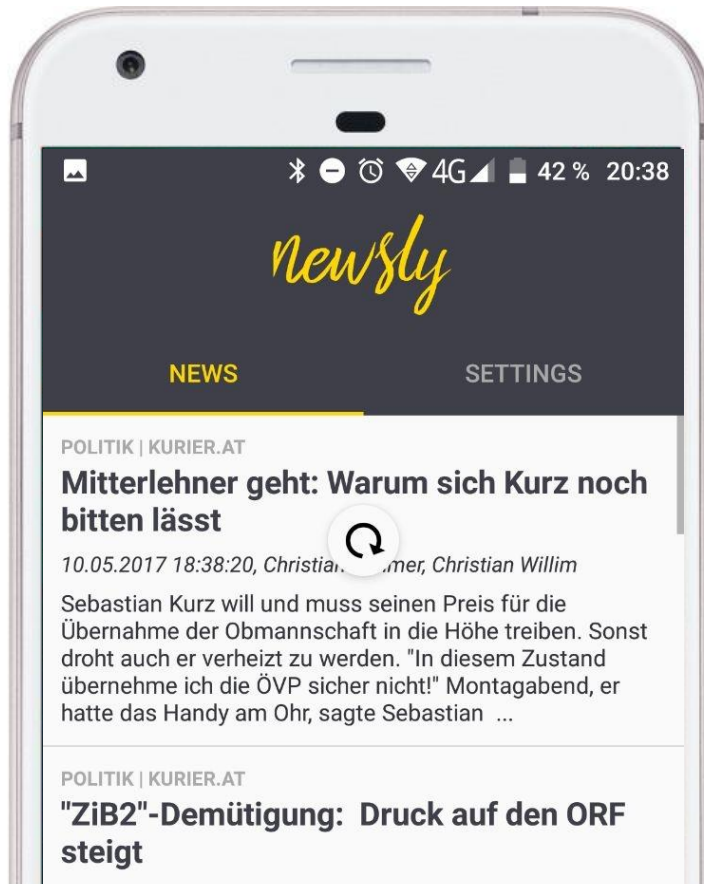 4G 42 % 20:38
newsly
NEWS SETTINGS
POLITIK | KURIER.AT
Mitterlehner geht: Warum sich Kurz noch
bitten lässt
10.05.2017 18:38:20, Christian Willim
Sebastian Kurz will und muss seinen Preis für die
Übernahme der Obmannschaft in die Höhe treiben. Sonst
droht auch er verheizt zu werden. "In diesem Zustand
übernehme ich die ÖVP sicher nicht!" Montagabend, er
hatte das Handy am Ohr, sagte Sebastian ...
POLITIK | KURIER.AT
"ZiB2"-Demütigung: Druck auf den ORF
steigt